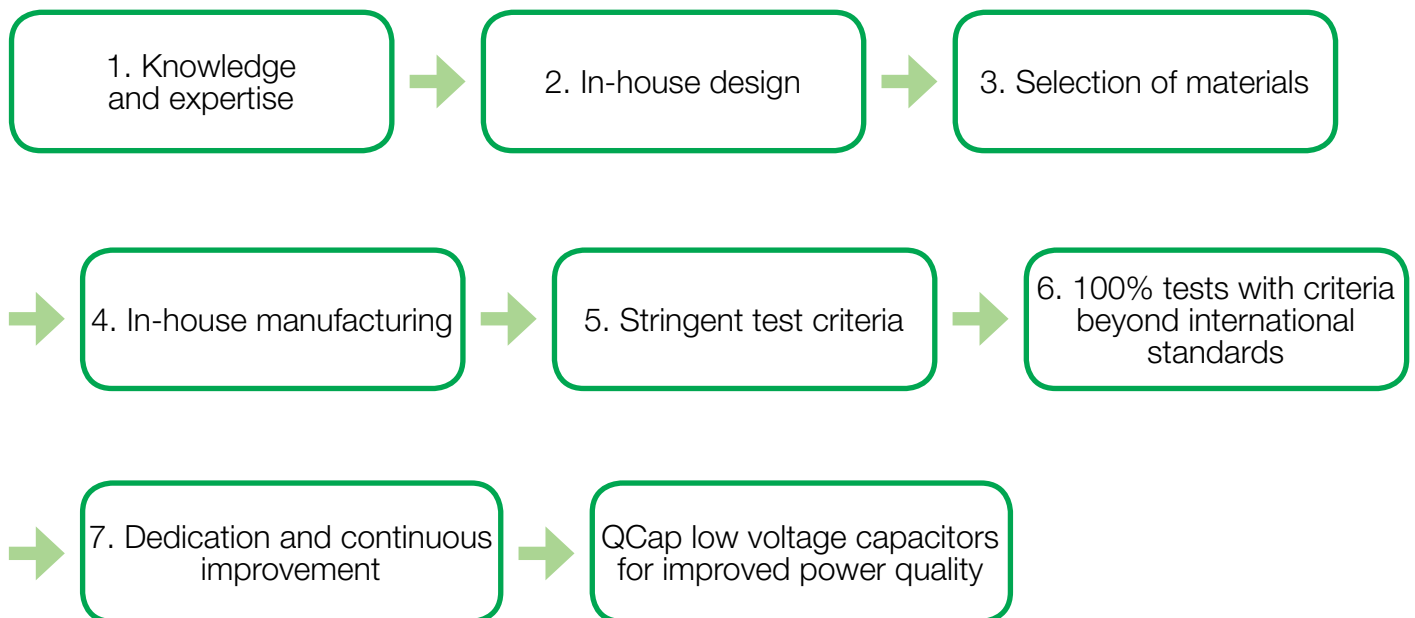 1. Knowledge
and expertise
2. In-house design
3. Selection of materials
4. In-house manufacturing
5. Stringent test criteria
6. 100% tests with criteria
beyond international
standards
7. Dedication and continuous
improvement
QCap low voltage capacitors
for improved power quality